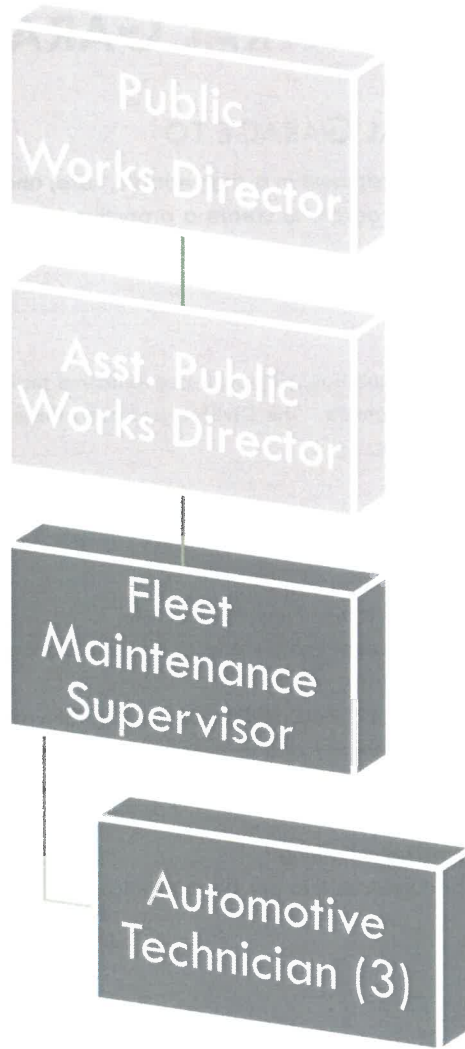 Public
Works Director
Asst. Public
Works Director
Fleet
Maintenance
Supervisor
Automotive
Technician (3)